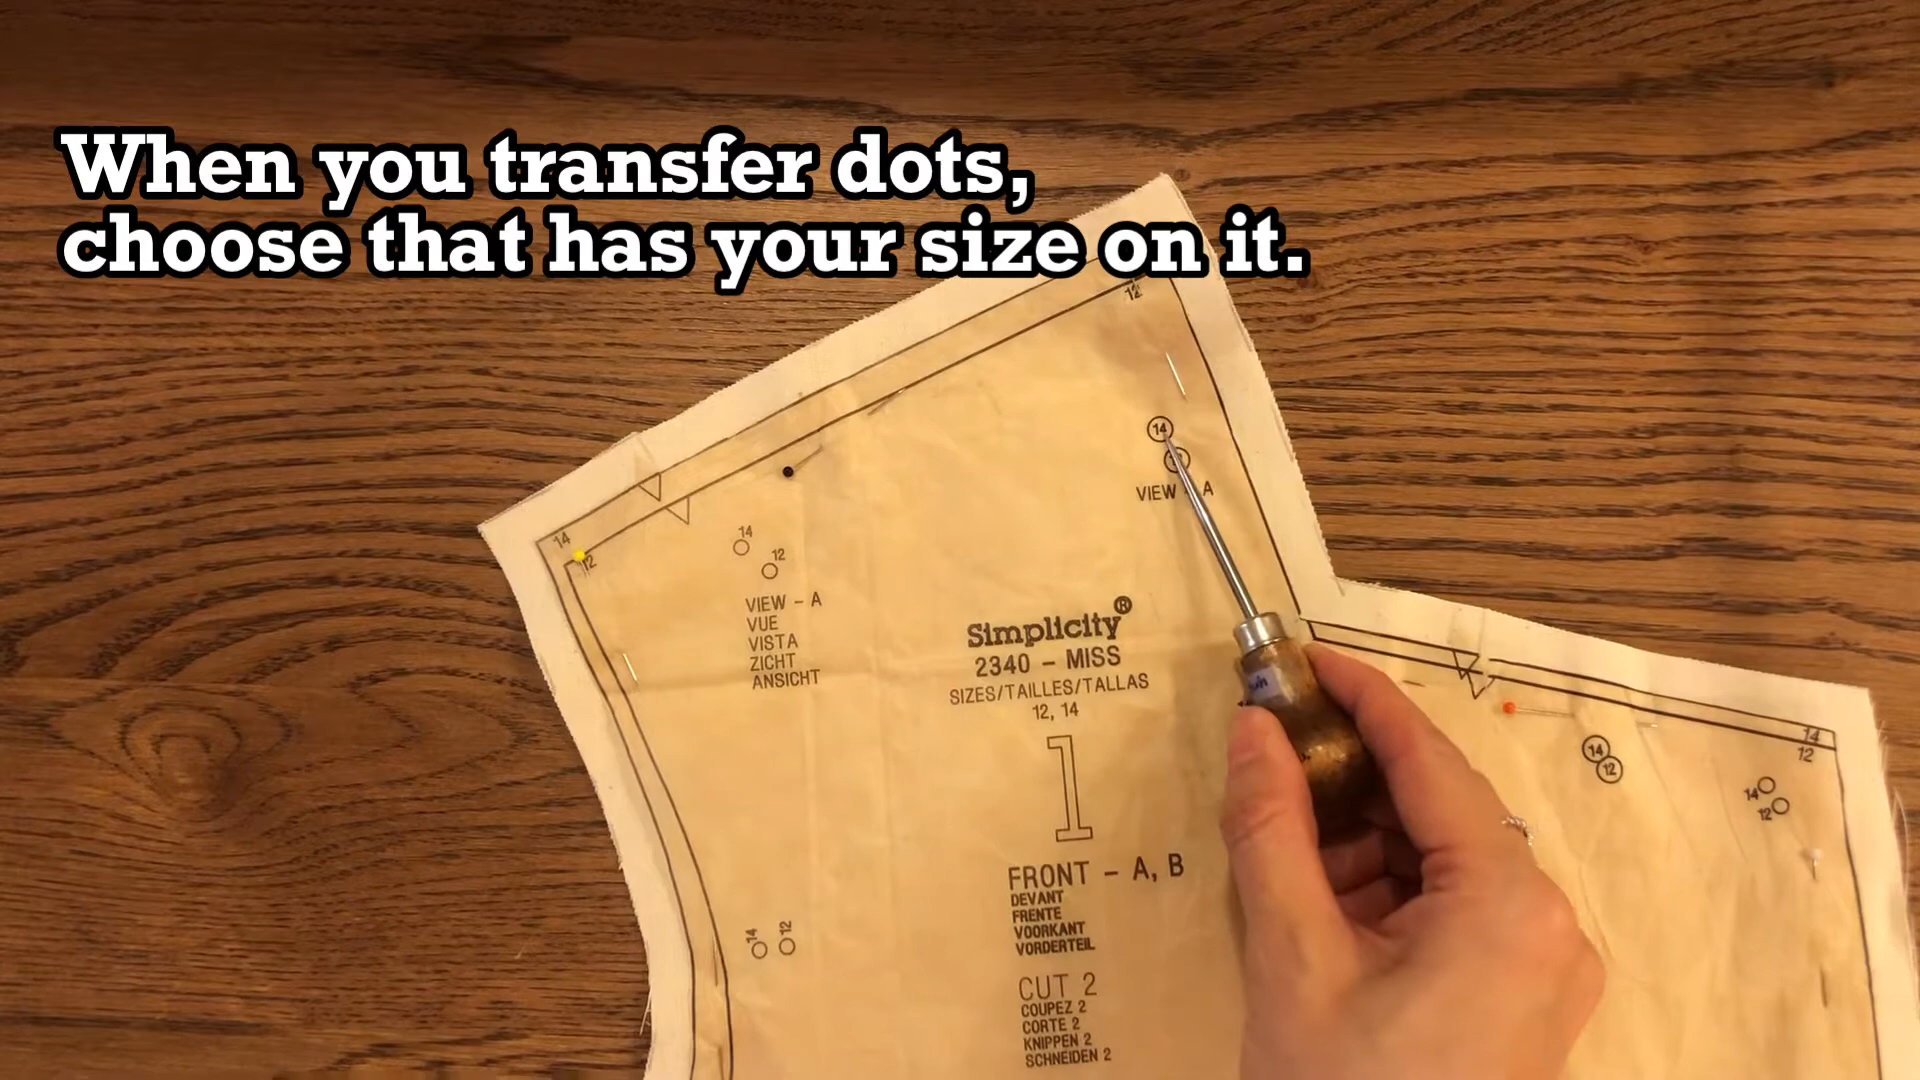 When you transfer dots,
choose that has your size on it.
12
14
12
14
12
14
VIEW A
VIEW - A
VUE
VISTA
ZICHT
ANSICHT
Simplicity®
2340 - MISS
SIZES/TAILLES/TALLAS
12, 14
1
FRONT - A, B
DEVANT
FRENTE
VOORKANT
VORDERTEIL
CUT 2
COUPEZ 2
CORTE 2
KNIPPEN 2
SCHNEIDEN 2
14
12
14
12
14
12
14
12